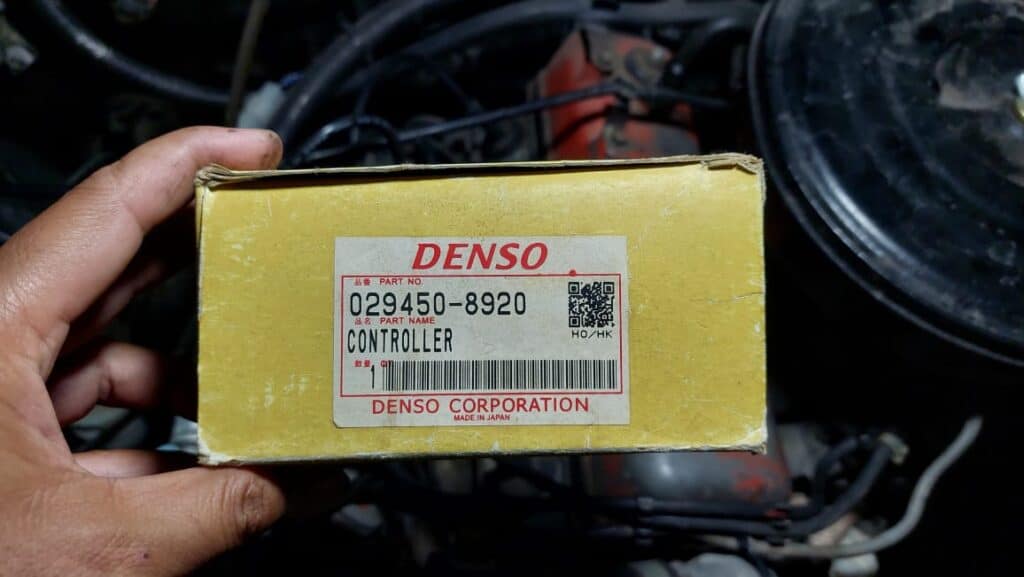 DENSO
品番 PART NO.
029450-8920
品名 PART NAME
HO/HK
CONTROLLER
数量
1
DENSO CORPORATION
MADE IN JAPAN